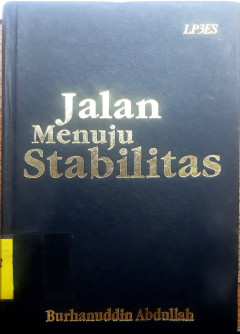 LP3ES
Jalan
Menuju
Stabilitas
Burhanuddin Abdullah